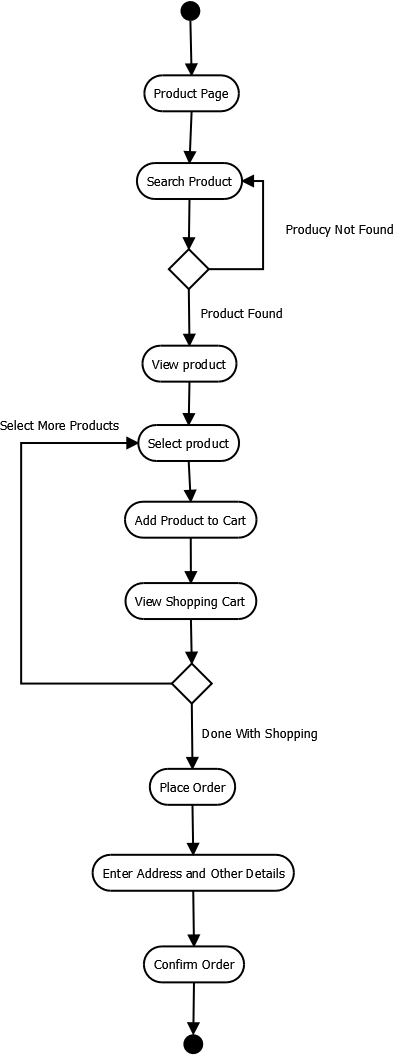 Product Page
Search Product
Producy Not Found
Product Found
View product
Select More Products
Select product
Add Product to Cart
View Shopping Cart
Done With Shopping
Place Order
Enter Address and Other Details
Confirm Order